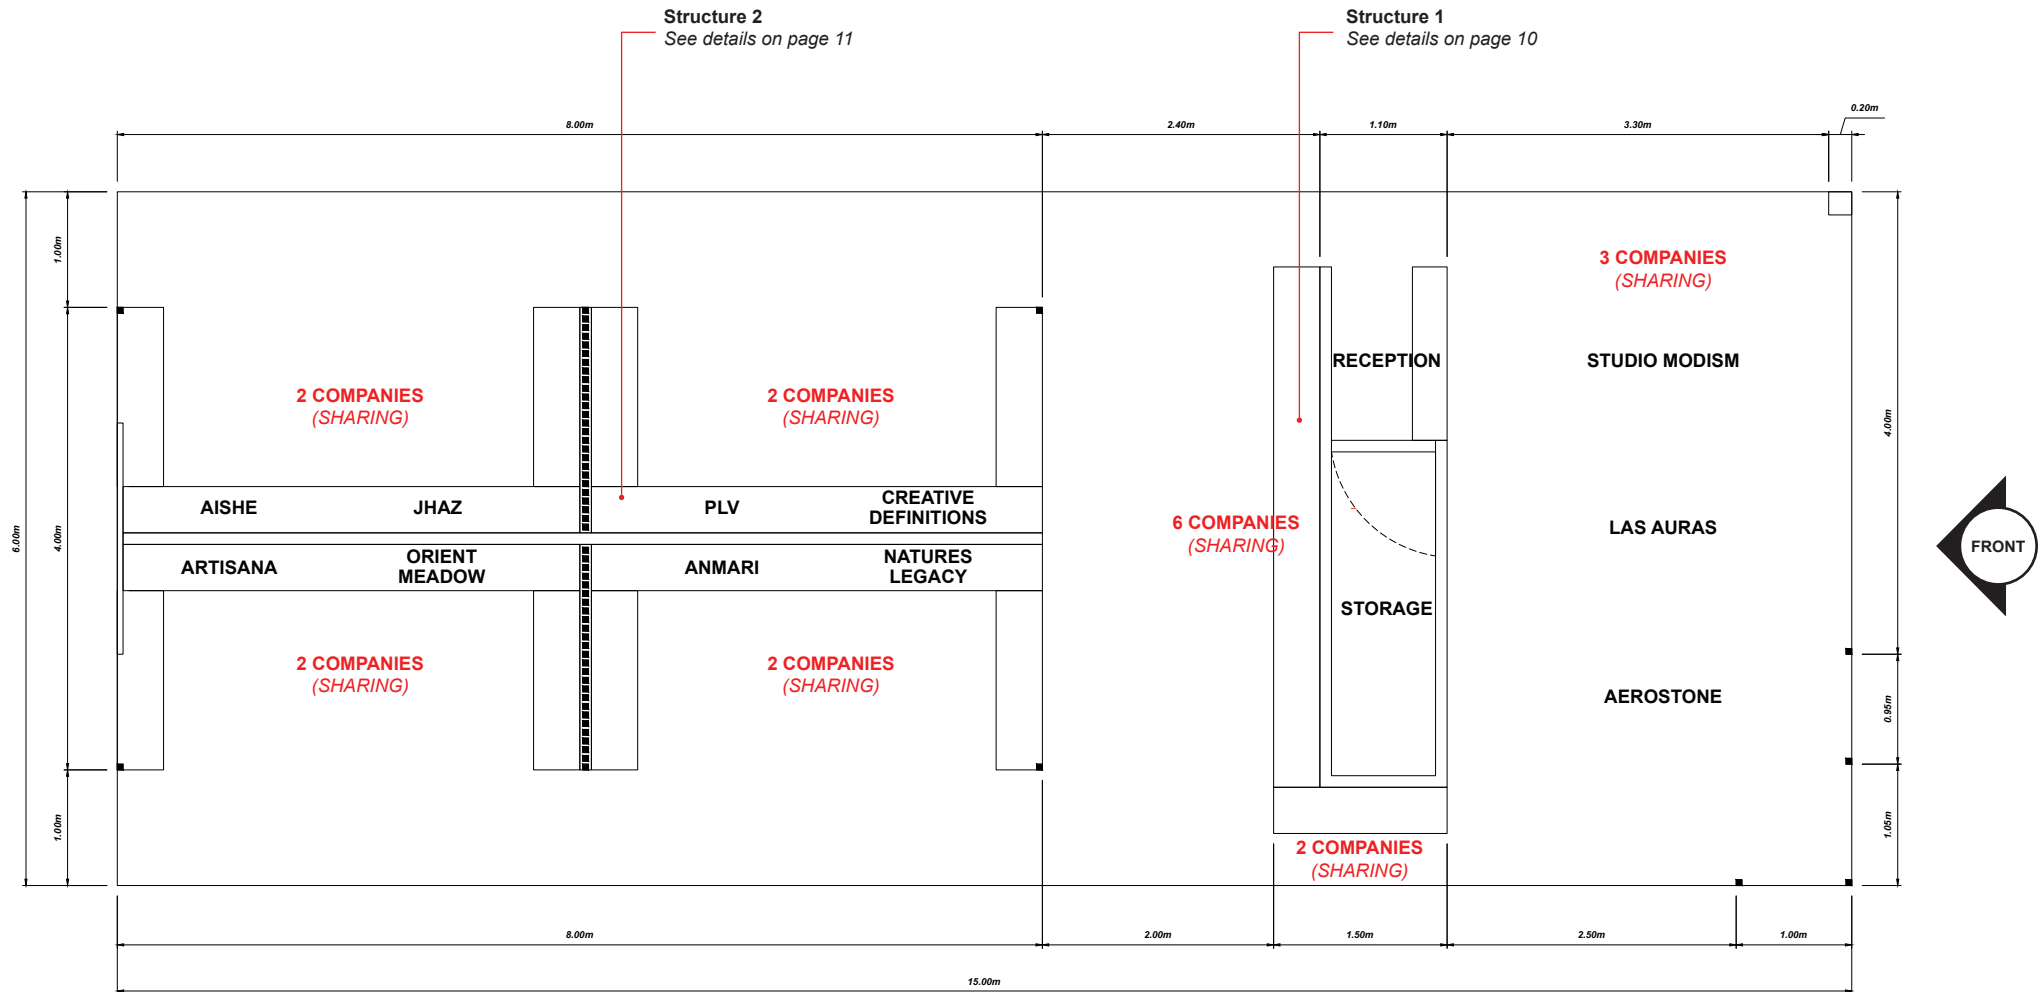 Structure 2
See details on page 11
Structure 1
See details on page 10
0.20m
8.00m
2.40m
1.10m
3.30m
1.00m
4.00m
1.00m
6.00m
3 COMPANIES
(SHARING)
RECEPTION
STUDIO MODISM
2 COMPANIES
(SHARING)
2 COMPANIES
(SHARING)
4.00m
AISHE
JHAZ
PLV
CREATIVE
DEFINITIONS
6 COMPANIES
(SHARING)
LAS AURAS
FRONT
ARTISANA
ORIENT
MEADOW
ANMARI
NATURES
LEGACY
STORAGE
2 COMPANIES
(SHARING)
2 COMPANIES
(SHARING)
AEROSTONE
0.95m
1.05m
2 COMPANIES
(SHARING)
8.00m
2.00m
1.50m
2.50m
1.00m
15.00m